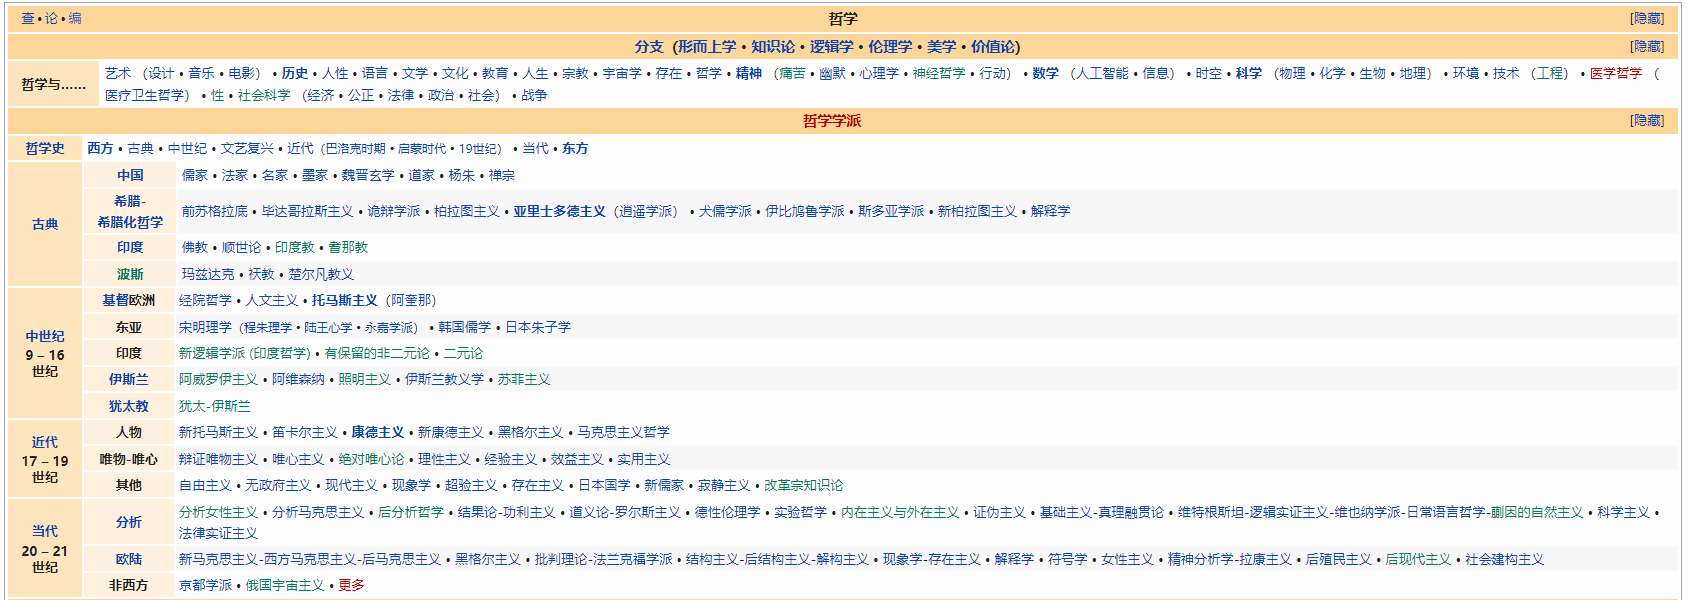 查 • 论 • 编 哲学 [隐藏]
分支 (形而上学 • 知识论 • 逻辑学 • 伦理学 • 美学 • 价值论) [隐藏]
哲学与…… 艺术 (设计 • 音乐 • 电影) • 历史 • 人性 • 语言 • 文学 • 文化 • 教育 • 人生 • 宗教 • 宇宙学 • 存在 • 哲学 • 精神 (痛苦 • 幽默 • 心理学 • 神经哲学 • 行动) • 数学 (人工智能 • 信息) • 时空 • 科学 (物理 • 化学 • 生物 • 地理) • 环境 • 技术 (工程) • 医学哲学 (
医疗卫生哲学) • 性 • 社会科学 (经济 • 公正 • 法律 • 政治 • 社会) • 战争
哲学学派 [隐藏]
哲学史 西方 • 古典 • 中世纪 • 文艺复兴 • 近代 (巴洛克时期 • 启蒙时代 • 19世纪) • 当代 • 东方
古典
中国 儒家 • 法家 • 名家 • 墨家 • 魏晋玄学 • 道家 • 杨朱 • 禅宗
希腊-
希腊化哲学 前苏格拉底 • 毕达哥拉斯主义 • 诡辩学派 • 柏拉图主义 • 亚里士多德主义 (逍遥学派) • 犬儒学派 • 伊比鸠鲁学派 • 斯多亚学派 • 新柏拉图主义 • 解释学
印度 佛教 • 顺世论 • 印度教 • 耆那教
波斯 玛兹达克 • 祆教 • 楚尔凡教义
中世纪
9 – 16
世纪
基督欧洲 经院哲学 • 人文主义 • 托马斯主义 (阿奎那)
东亚 宋明理学 (程朱理学 • 陆王心学 • 永嘉学派) • 韩国儒学 • 日本朱子学
印度 新逻辑学派 (印度哲学) • 有保留的非二元论 • 二元论
伊斯兰 阿威罗伊主义 • 阿维森纳 • 照明主义 • 伊斯兰教义学 • 苏菲主义
犹太教 犹太-伊斯兰
近代
17 – 19
世纪
人物 新托马斯主义 • 笛卡尔主义 • 康德主义 • 新康德主义 • 黑格尔主义 • 马克思主义哲学
唯物-唯心 辩证唯物主义 • 唯心主义 • 绝对唯心论 • 理性主义 • 经验主义 • 效益主义 • 实用主义
其他 自由主义 • 无政府主义 • 现代主义 • 现象学 • 超验主义 • 存在主义 • 日本国学 • 新儒家 • 寂静主义 • 改革宗知识论
当代
20 – 21
世纪
分析 分析女性主义 • 分析马克思主义 • 后分析哲学 • 结果论-功利主义 • 道义论-罗尔斯主义 • 德性伦理学 • 实验哲学 • 内在主义与外在主义 • 证伪主义 • 基础主义-真理融贯论 • 维特根斯坦-逻辑实证主义-维也纳学派-日常语言哲学-蒯因的自然主义 • 科学主义 •
法律实证主义
欧陆 新马克思主义-西方马克思主义-后马克思主义 • 黑格尔主义 • 批判理论-法兰克福学派 • 结构主义-后结构主义-解构主义 • 现象学-存在主义 • 解释学 • 符号学 • 女性主义 • 精神分析学-拉康主义 • 后殖民主义 • 后现代主义 • 社会建构主义
非西方 京都学派 • 俄国宇宙主义 • 更多